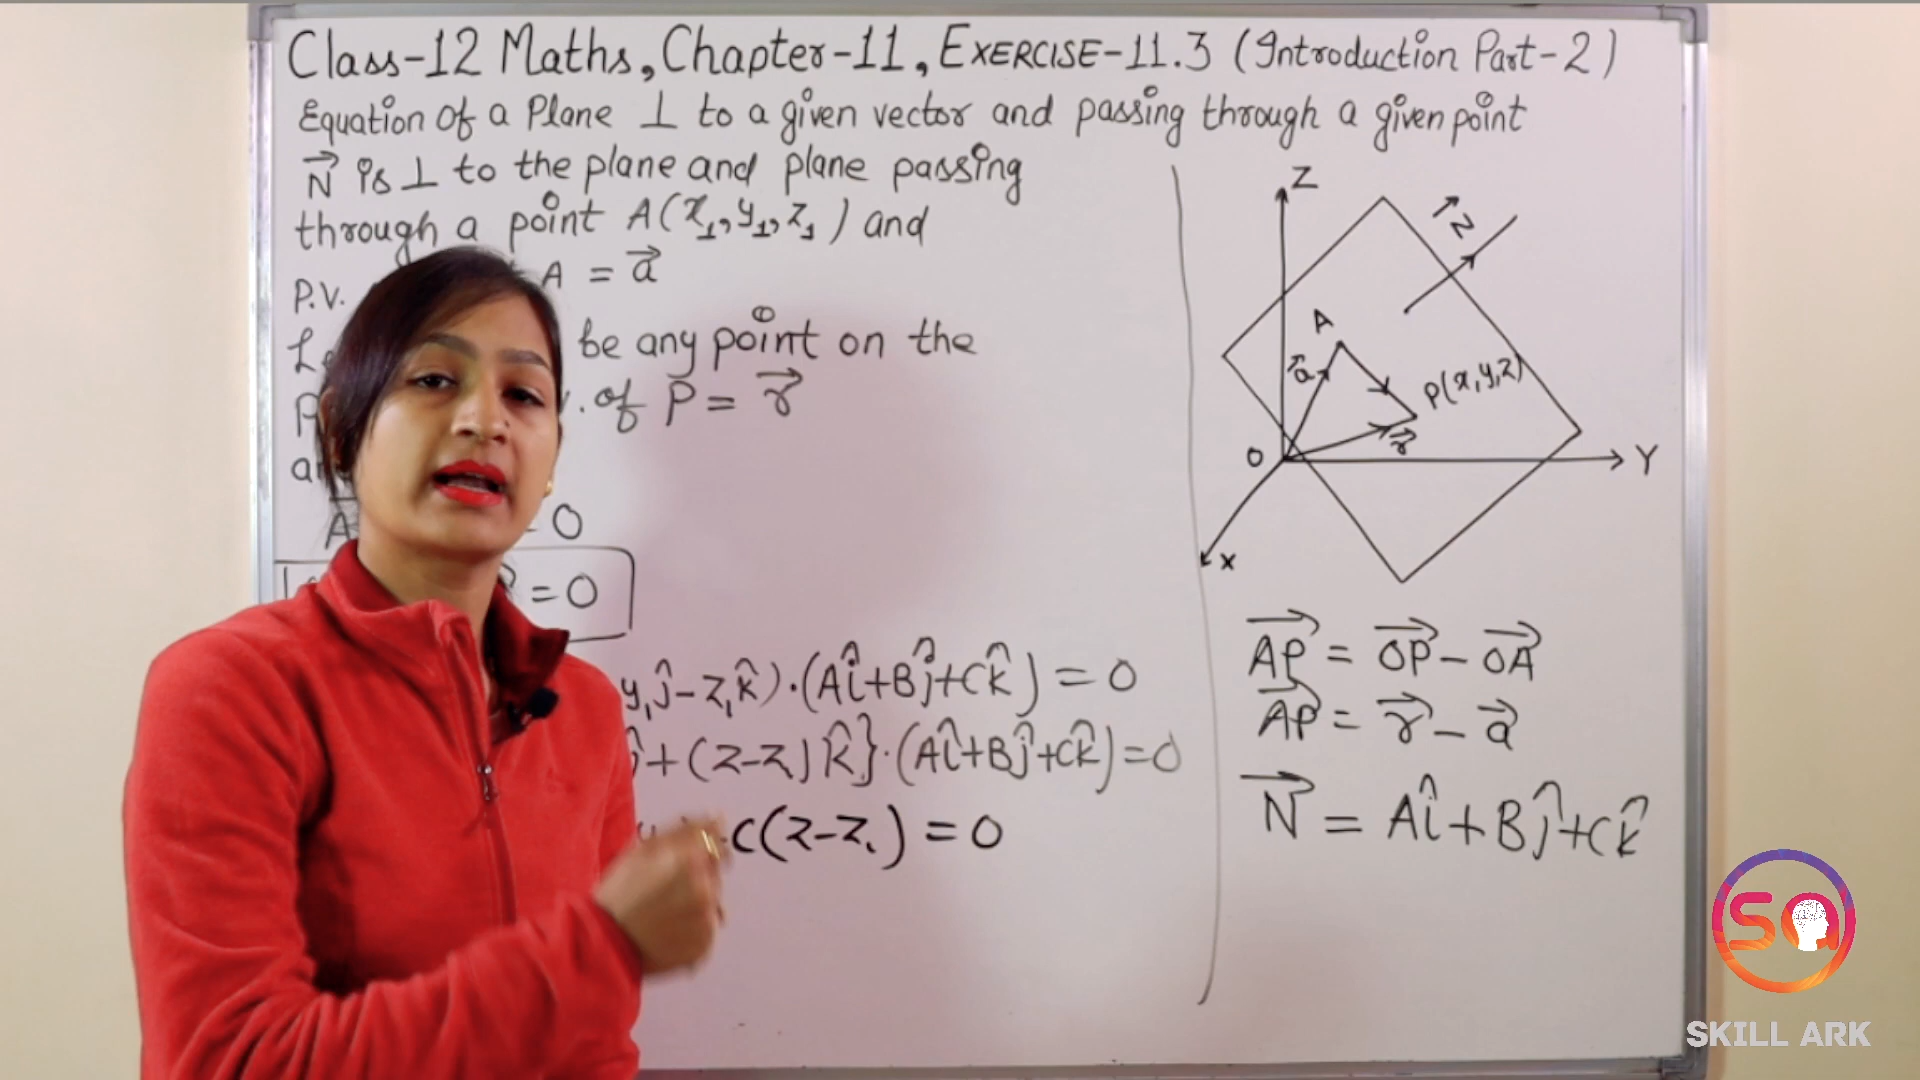 Class-12 Maths, Chapter-11, EXERCISE-11.3 (Introduction Part-2)
Equation Of a Plane ⊥ to a given vector and passing through a given point
N⃗ is ⊥ to the plane and plane passing
through a point A(x₁, y₁, z₁) and
P.V. A = a⃗
be any point on the
of P = r⃗
= 0
y₁ĵ - z₁k̂)·(Aî+Bĵ+Ck̂) = 0
+(z-z₁)k̂}·(Aî+Bĵ+Ck̂)=0
C(z-z₁) = 0
Z
N⃗
A
a⃗
P(x,y,z)
r⃗
O
Y
X
AP⃗ = OP⃗ - OA⃗
AP⃗ = r⃗ - a⃗
N⃗ = Aî+Bĵ+Ck̂
SA
SKILL ARK